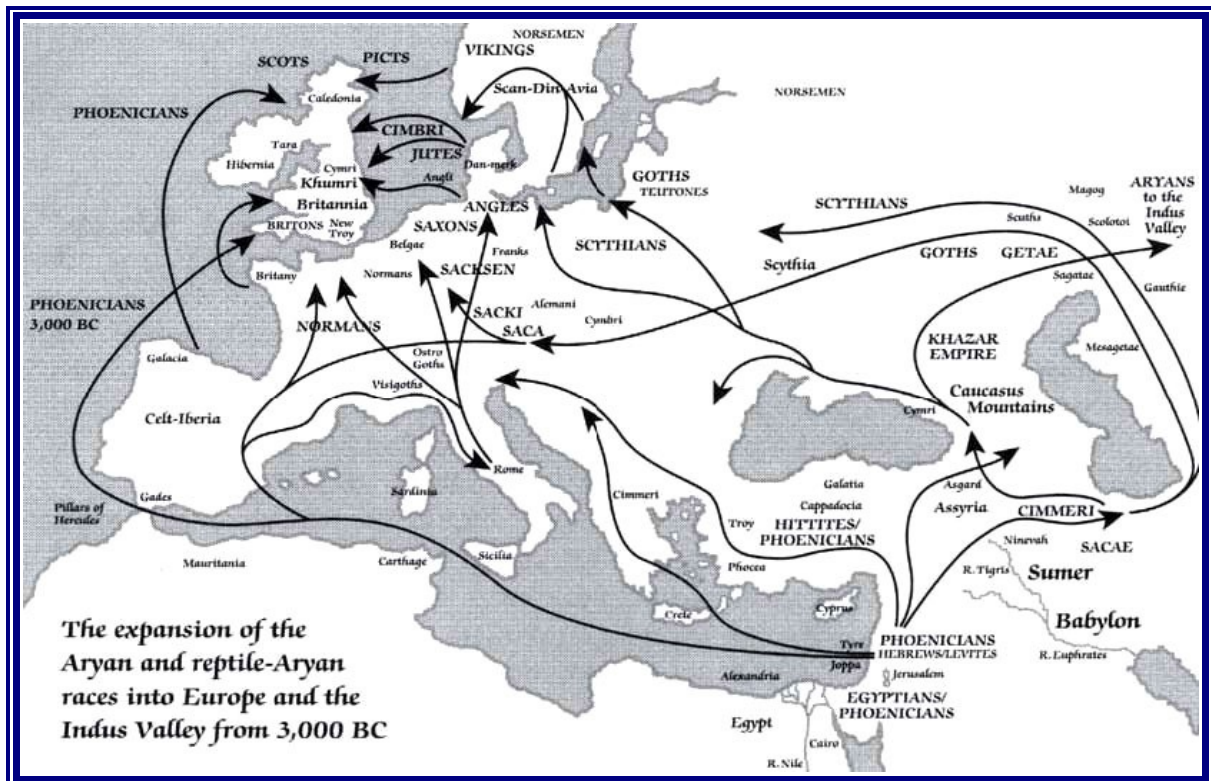 NORSEMEN
VIKINGS
SCOTS
PICTS
Scan-Din-Avia
NORSEMEN
Caledonia
PHOENICIANS
CIMBRI
Tara
JUTES
Dan-merk
Hibernia
Cymri
Angli
GOTHS
TEUTONES
Khumri
Britannia
ANGLES
Magog
ARYANS
to the
Indus
Valley
SCYTHIANS
Scuths
Scolotoi
BRITONS
New
Troy
SAXONS
Belgae
Franks
SCYTHIANS
GOTHS
GETAE
Britany
Normans
SACKSEN
Scythia
Sagatae
Gauthie
PHOENICIANS
3,000 BC
NORMANS
SACKI
Alemani
Cymbri
SACA
KHAZAR
EMPIRE
Mesagetae
Galacia
Ostro
Goths
Visigoths
Caucasus
Mountains
Celt-Iberia
Cymri
Rome
Sardinia
Galatia
Asgard
Pillars of
Hercules
Gades
Cimmeri
Cappadocia
Assyria
CIMMERI
Troy
HITTITES/
PHOENICIANS
Ninevah
SACAE
Mauritania
Carthage
Sicilia
Phocea
R. Tigris
Sumer
Crete
Cyprus
Babylon
The expansion of the
Aryan and reptile-Aryan
races into Europe and the
Indus Valley from 3,000 BC
Tyre
PHOENICIANS
HEBREWS/LEVITES
Joppa
R. Euphrates
Alexandria
Jerusalem
EGYPTIANS/
PHOENICIANS
Egypt
Cairo
R. Nile